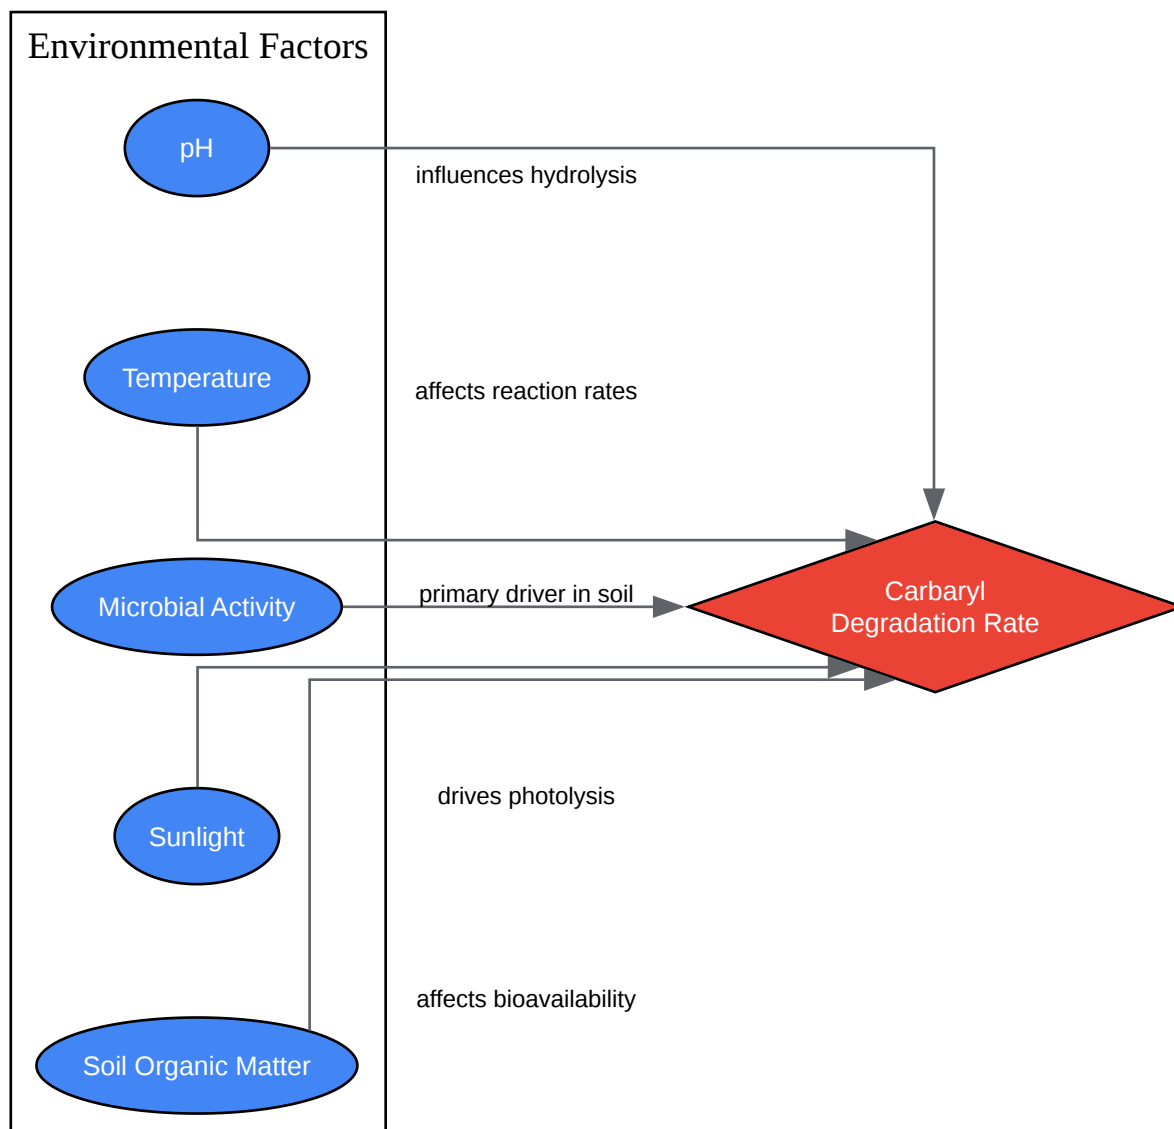 Environmental Factors
pH
influences hydrolysis
Temperature
affects reaction rates
Microbial Activity
primary driver in soil
Carbaryl
Degradation Rate
Sunlight
drives photolysis
Soil Organic Matter
affects bioavailability